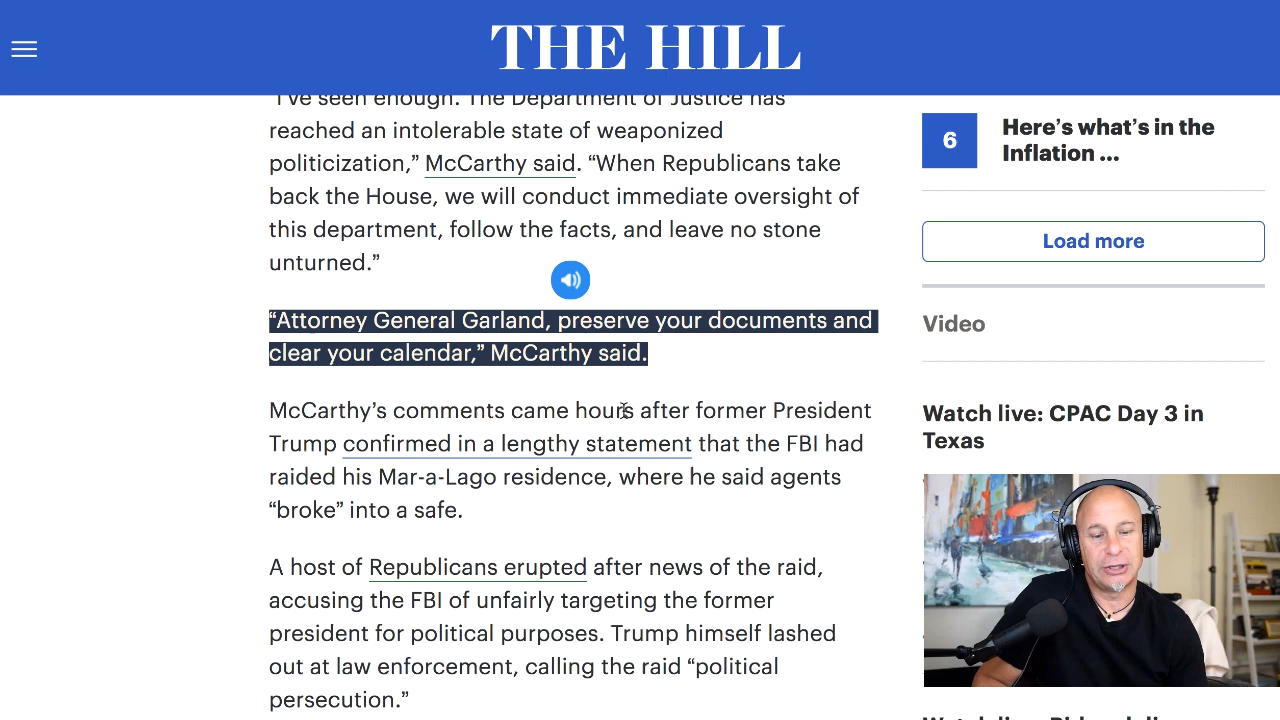 THE HILL
“I’ve seen enough. The Department of Justice has
reached an intolerable state of weaponized
politicization,” McCarthy said. “When Republicans take
back the House, we will conduct immediate oversight of
this department, follow the facts, and leave no stone
unturned.”
“Attorney General Garland, preserve your documents and
clear your calendar,” McCarthy said.
McCarthy’s comments came hours after former President
Trump confirmed in a lengthy statement that the FBI had
raided his Mar-a-Lago residence, where he said agents
“broke” into a safe.
A host of Republicans erupted after news of the raid,
accusing the FBI of unfairly targeting the former
president for political purposes. Trump himself lashed
out at law enforcement, calling the raid “political
persecution.”
6
Here’s what’s in the
Inflation ...
Load more
Video
Watch live: CPAC Day 3 in
Texas